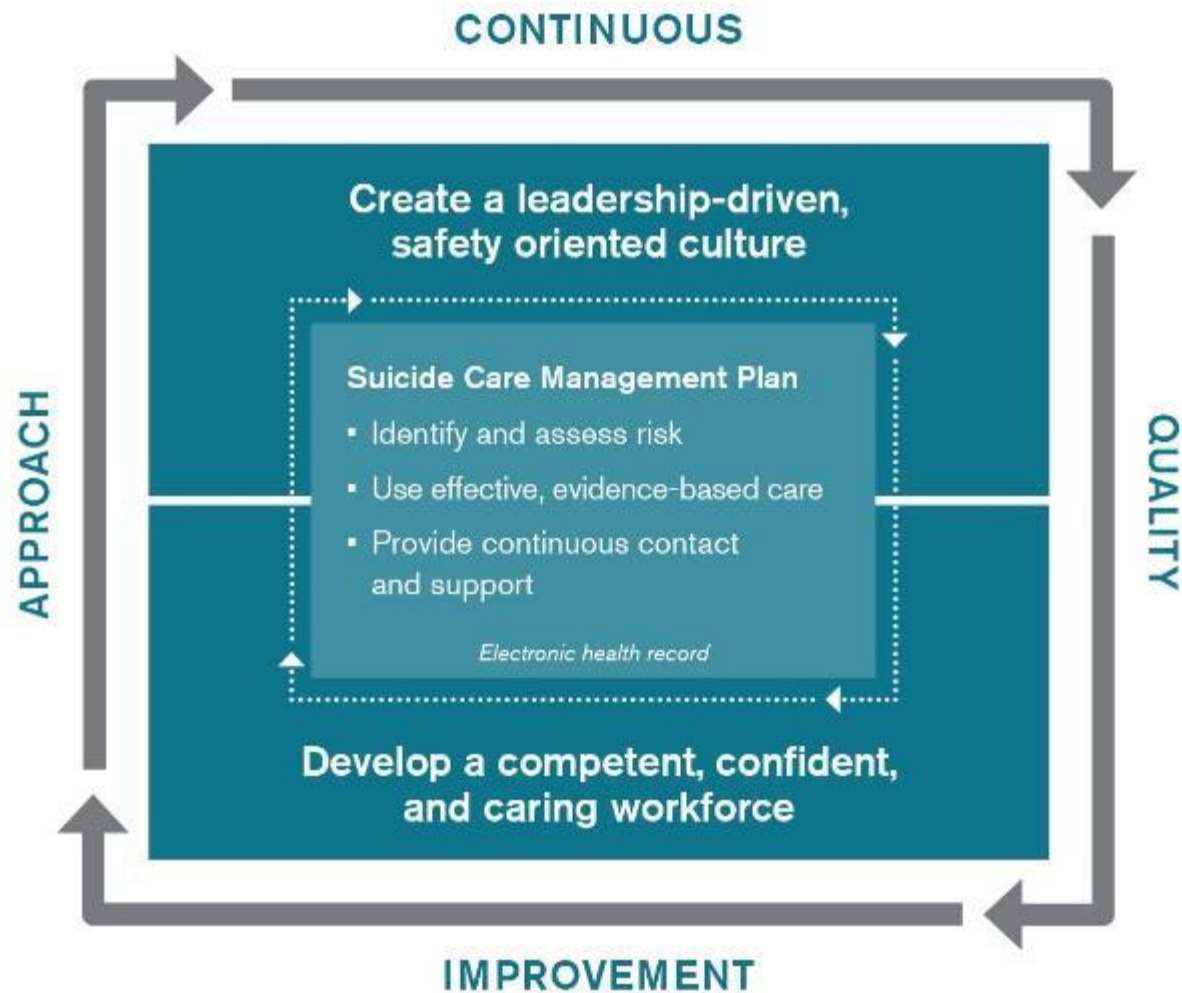 CONTINUOUS
Create a leadership-driven,
safety oriented culture
APPROACH
Suicide Care Management Plan
▪ Identify and assess risk
▪ Use effective, evidence-based care
▪ Provide continuous contact
and support
Electronic health record
QUALITY
Develop a competent, confident,
and caring workforce
IMPROVEMENT